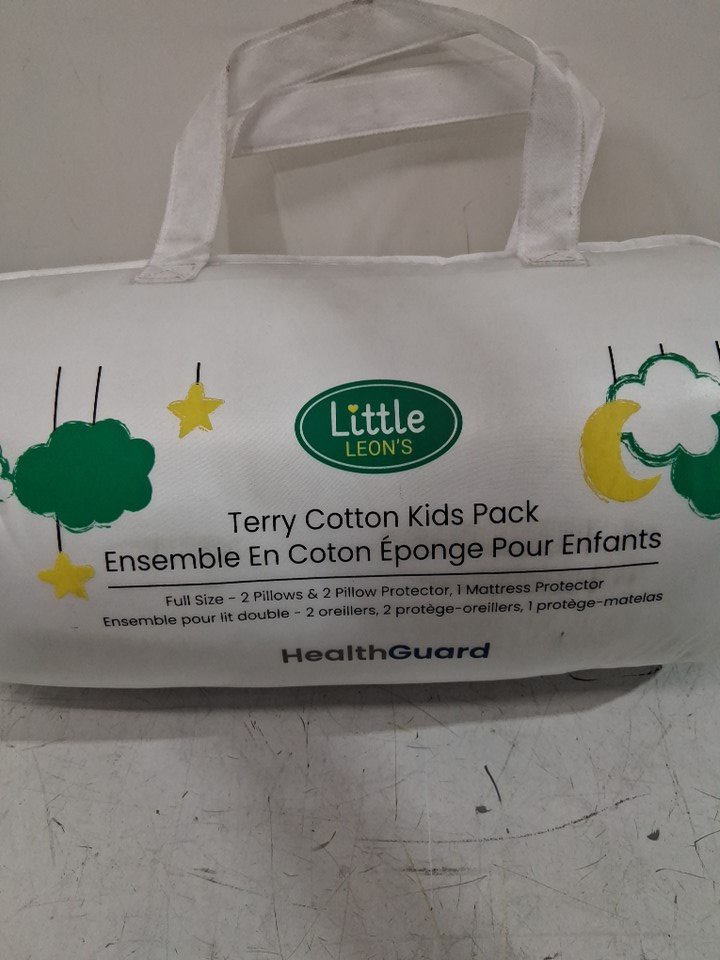 Little
LEON'S
Terry Cotton Kids Pack
Ensemble En Coton Éponge Pour Enfants
Full Size - 2 Pillows & 2 Pillow Protector, 1 Mattress Protector
Ensemble pour lit double - 2 oreillers, 2 protège-oreillers, 1 protège-matelas
HealthGuard